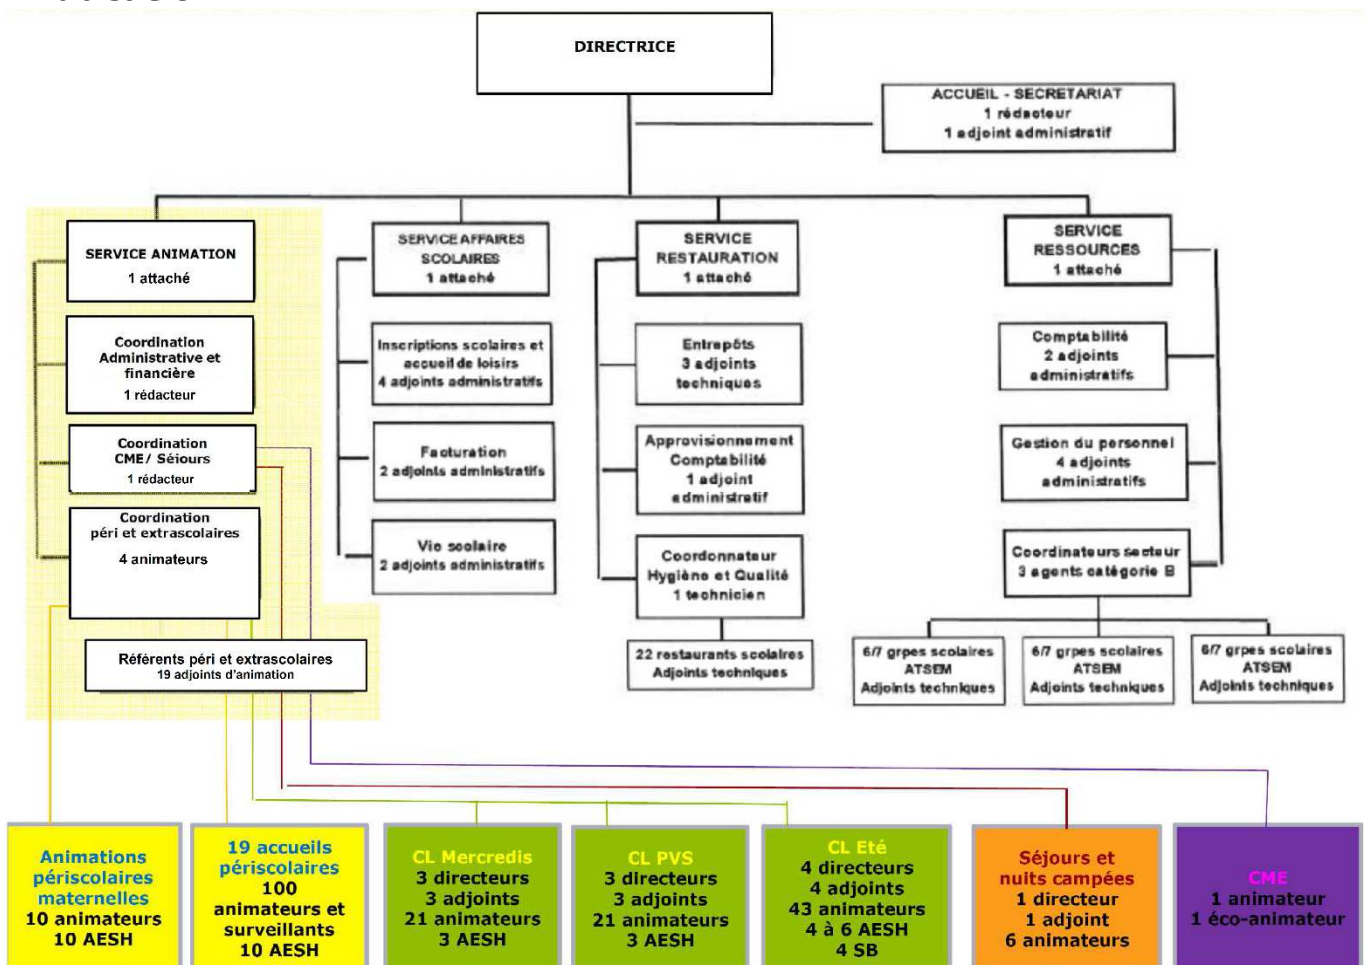 DIRECTRICE
ACCUEIL - SECRETARIAT
1 rédacteur
1 adjoint administratif
SERVICE ANIMATION
1 attaché
Coordination
Administrative et
financière
1 rédacteur
Coordination
CME/ Séjours
1 rédacteur
Coordination
péri et extrascolaires
4 animateurs
Référents péri et extrascolaires
19 adjoints d'animation
SERVICE AFFAIRES
SCOLAIRES
1 attaché
Inscriptions scolaires et
accueil de loisirs
4 adjoints administratifs
Facturation
2 adjoints administratifs
Vie scolaire
2 adjoints administratifs
SERVICE
RESTAURATION
1 attaché
Entrepôts
3 adjoints
techniques
Approvisionnement
Comptabilité
1 adjoint
administratif
Coordonnateur
Hygiène et Qualité
1 technicien
22 restaurants scolaires
Adjoints techniques
SERVICE
RESSOURCES
1 attaché
Comptabilité
2 adjoints
administratifs
Gestion du personnel
4 adjoints
administratifs
Coordinateurs secteur
3 agents catégorie B
6/7 grpes scolaires
ATSEM
Adjoints techniques
6/7 grpes scolaires
ATSEM
Adjoints techniques
6/7 grpes scolaires
ATSEM
Adjoints techniques
Animations
périscolaires
maternelles
10 animateurs
10 AESH
19 accueils
périscolaires
100
animateurs et
surveillants
10 AESH
CL Mercredis
3 directeurs
3 adjoints
21 animateurs
3 AESH
CL PVS
3 directeurs
3 adjoints
21 animateurs
3 AESH
CL Eté
4 directeurs
4 adjoints
43 animateurs
4 à 6 AESH
4 SB
Séjours et
nuits campées
1 directeur
1 adjoint
6 animateurs
CME
1 animateur
1 éco-animateur